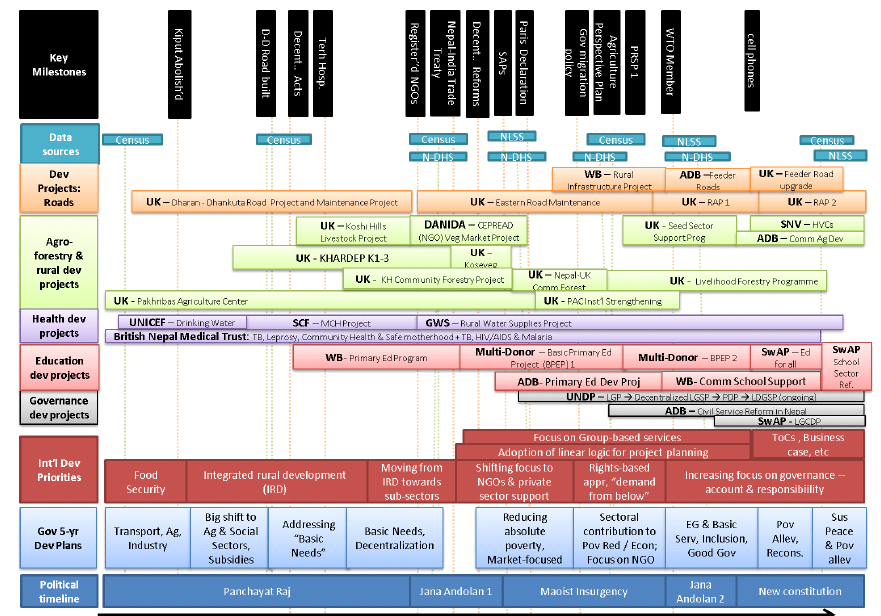 Key Milestones
Kiput Abolish'd
D-D Road built
Decent.. Acts
Terh Hosp.
Register'd NGOs
Nepal-India Trade Treaty
Decent.. Reforms
SAPs
Paris Declaration
Gov migration policy
Agriculture Perspective Plan
PRSP 1
WTO Member
cell phones
Data sources
Census
Census
Census
NLSS
Census
NLSS
Census
N-DHS
N-DHS
N-DHS
N-DHS
NLSS
Dev Projects: Roads
WB – Rural Infrastructure Project
ADB –Feeder Roads
UK – Feeder Road upgrade
UK – Dharan - Dhankuta Road Project and Maintenance Project
UK – Eastern Road Maintenance
UK – RAP 1
UK – RAP 2
Agro-forestry & rural dev projects
UK – Koshi Hills Livestock Project
DANIDA – CEPREAD (NGO) Veg Market Project
UK – Seed Sector Support Prog
SNV – HVCs
ADB – Comm Ag Dev
UK - KHARDEP K1-3
UK – Koseveg
UK - KH Community Forestry Project
UK – Nepal-UK Comm Forest
UK – Livelihood Forestry Programme
UK - Pakhribas Agriculture Center
UK – PAC Inst'l Strengthening
Health dev projects
UNICEF – Drinking Water
SCF – MCH Project
GWS – Rural Water Supplies Project
British Nepal Medical Trust: TB, Leprosy, Community Health & Safe motherhood + TB, HIV/AIDS & Malaria
Education dev projects
WB- Primary Ed Program
Multi-Donor – Basic Primary Ed Project (BPEP) 1
Multi-Donor – BPEP 2
SwAP – Ed for all
SwAP School Sector Ref.
ADB- Primary Ed Dev Proj
WB- Comm School Support
Governance dev projects
UNDP – LGP → Decentralized LGSP → PDP → LDGSP (ongoing)
ADB – Civil Service Reform in Nepal
SwAP - LGCDP
Int'l Dev Priorities
Focus on Group-based services
ToCs , Business case, etc
Adoption of linear logic for project planning
Food Security
Integrated rural development (IRD)
Moving from IRD towards sub-sectors
Shifting focus to NGOs & private sector support
Rights-based appr, "demand from below"
Increasing focus on governance – account & responsibility
Gov 5-yr Dev Plans
Transport, Ag, Industry
Big shift to Ag & Social Sectors, Subsidies
Addressing "Basic Needs"
Basic Needs, Decentralization
Reducing absolute poverty, Market-focused
Sectoral contribution to Pov Red / Econ; Focus on NGO
EG & Basic Serv, Inclusion, Good Gov
Pov Allev, Recons.
Sus Peace & Pov allev
Political timeline
Panchayat Raj
Jana Andolan 1
Maoist Insurgency
Jana Andolan 2
New constitution